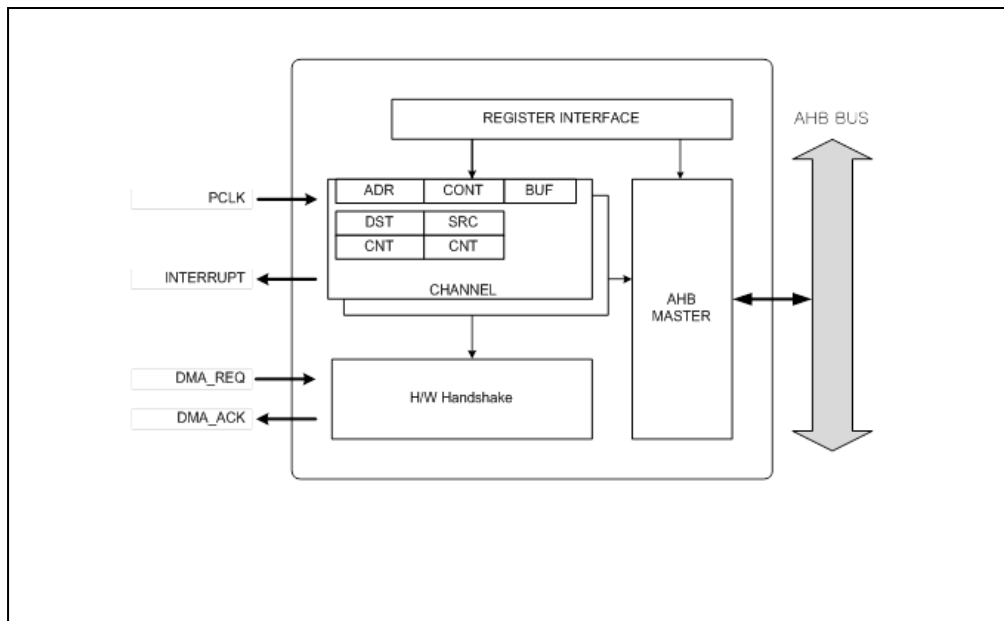 REGISTER INTERFACE
AHB BUS
PCLK
ADR CONT BUF
DST SRC
CNT CNT
INTERRUPT
CHANNEL
AHB
MASTER
DMA_REQ
H/W Handshake
DMA_ACK